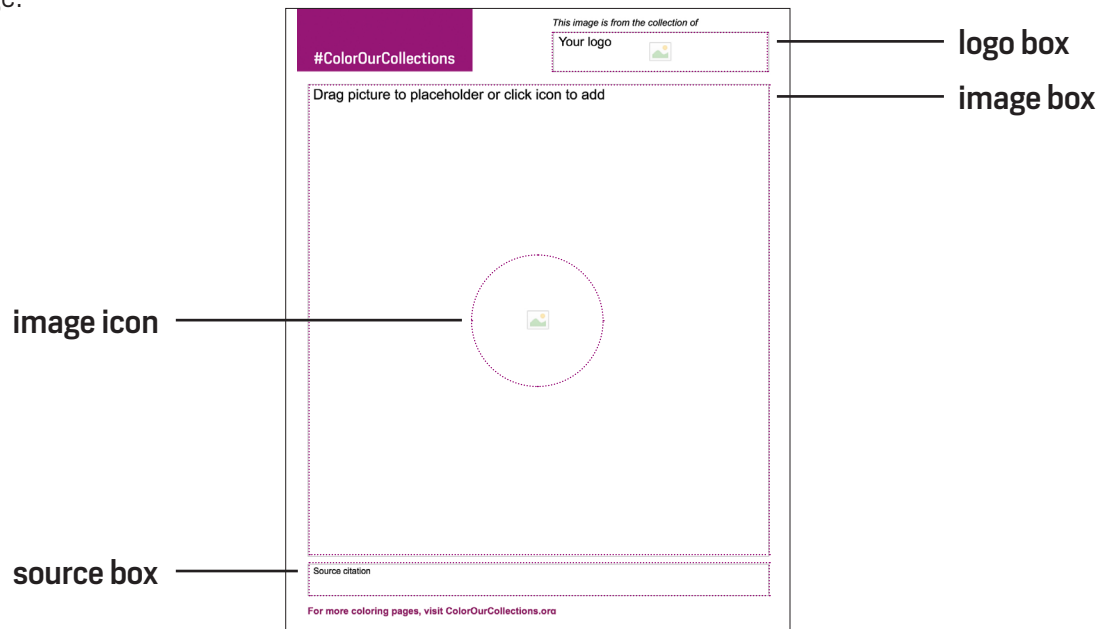 This image is from the collection of
Your logo
logo box
#ColorOurCollections
Drag picture to placeholder or click icon to add
image box
image icon
source box
Source citation
For more coloring pages, visit ColorOurCollections.org